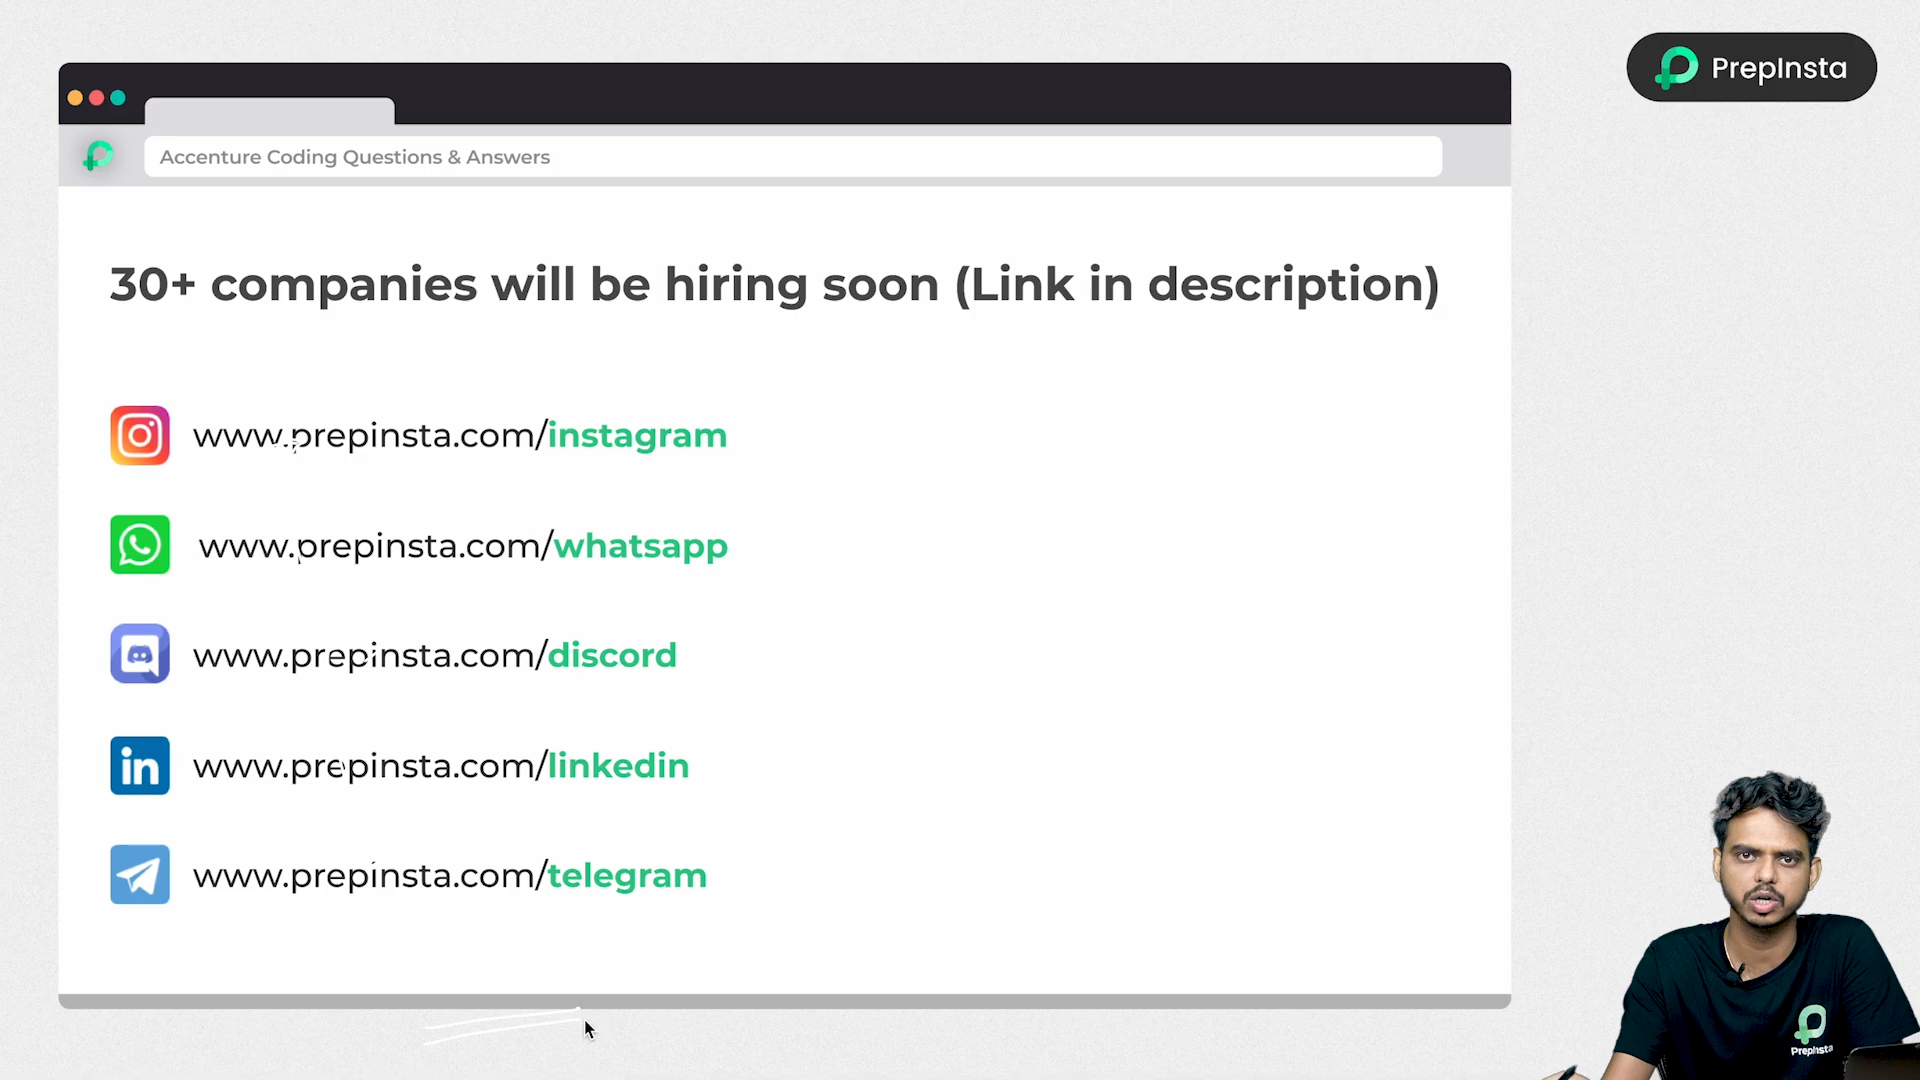 PrepInsta
Accenture Coding Questions & Answers
30+ companies will be hiring soon (Link in description)
www.prepinsta.com/instagram
www.prepinsta.com/whatsapp
www.prepinsta.com/discord
in www.prepinsta.com/linkedin
www.prepinsta.com/telegram
PrepInsta